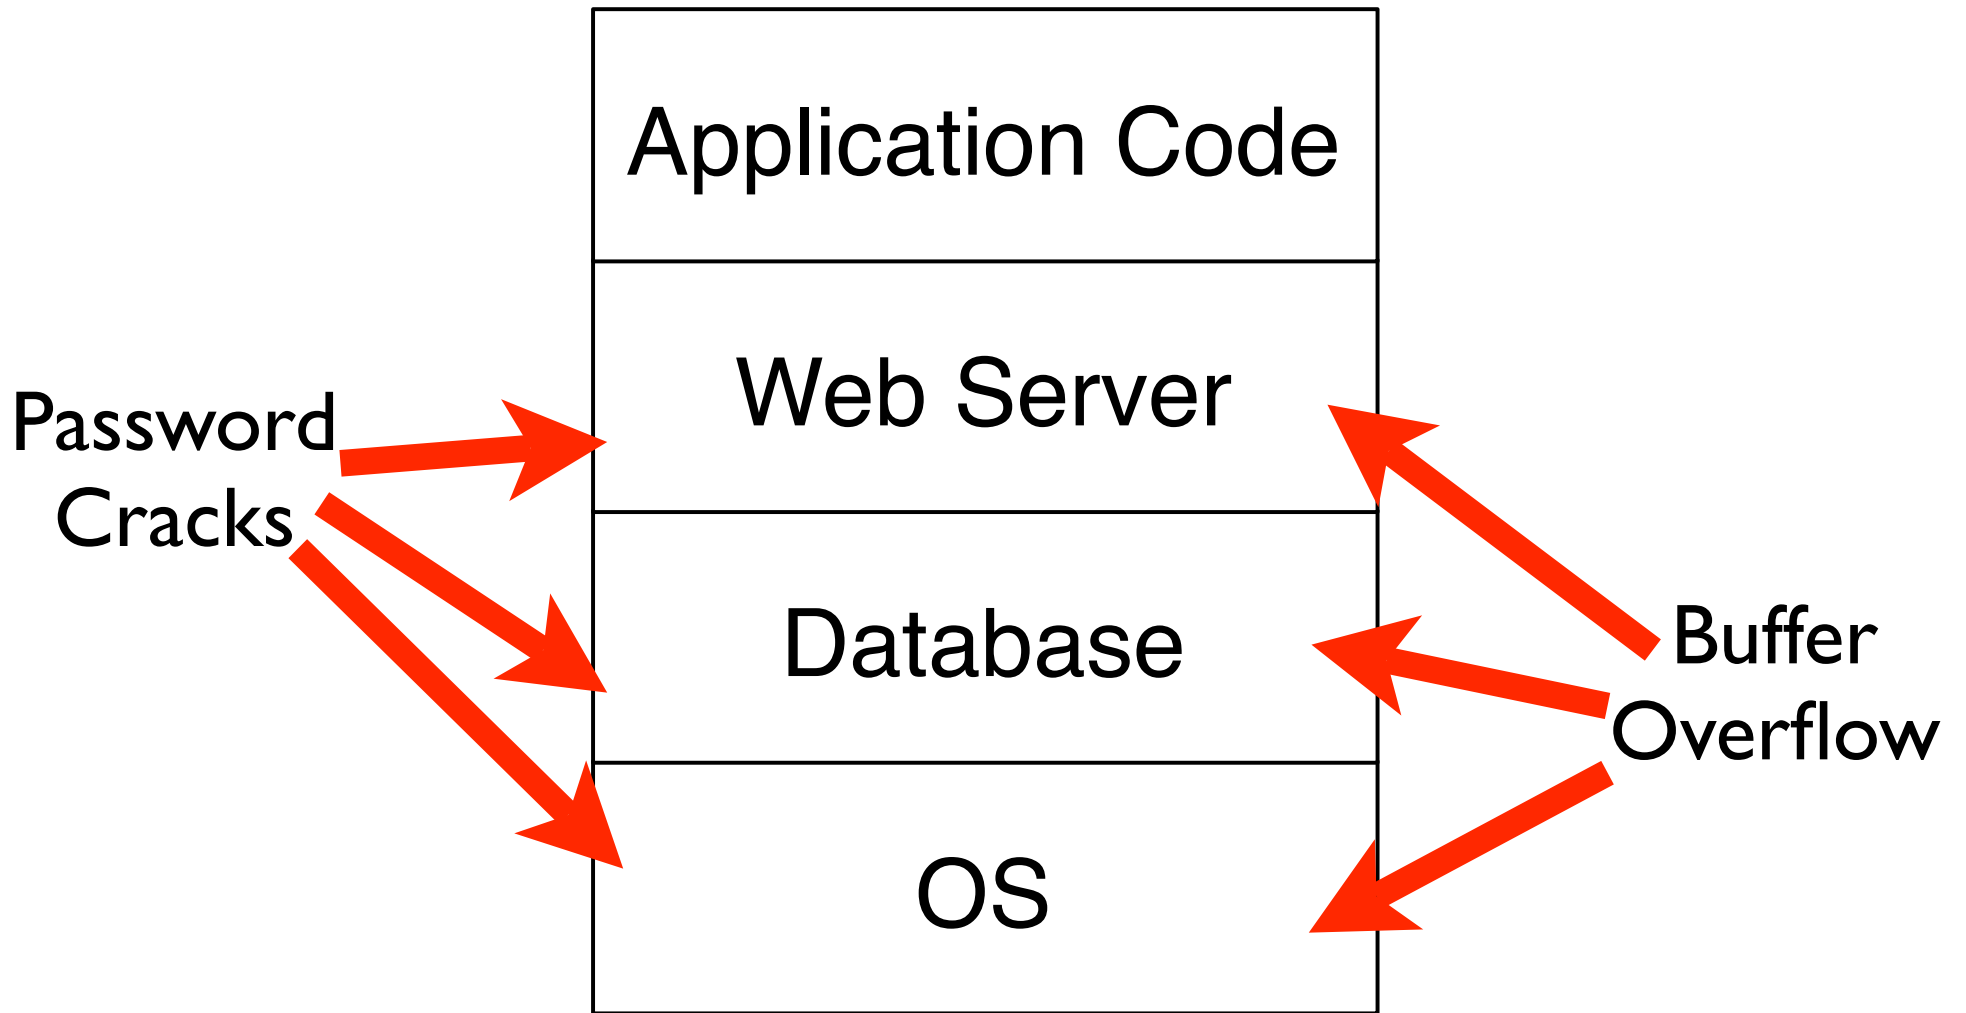 Application Code
Web Server
Password
Cracks
Database
Buffer
Overflow
OS